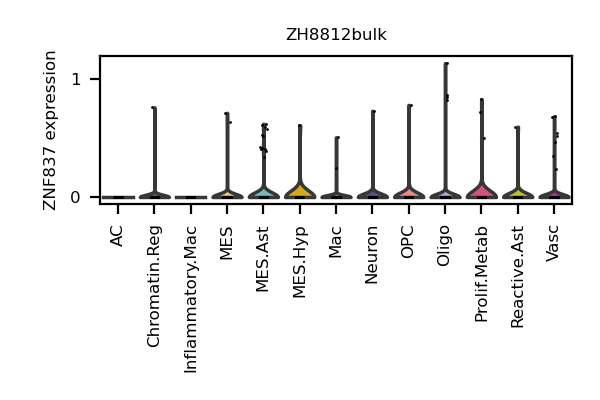 ZH8812bulk
ZNF837 expression
1
0
AC
Chromatin.Reg
Inflammatory.Mac
MES
MES.Ast
MES.Hyp
Mac
Neuron
OPC
Oligo
Prolif.Metab
Reactive.Ast
Vasc